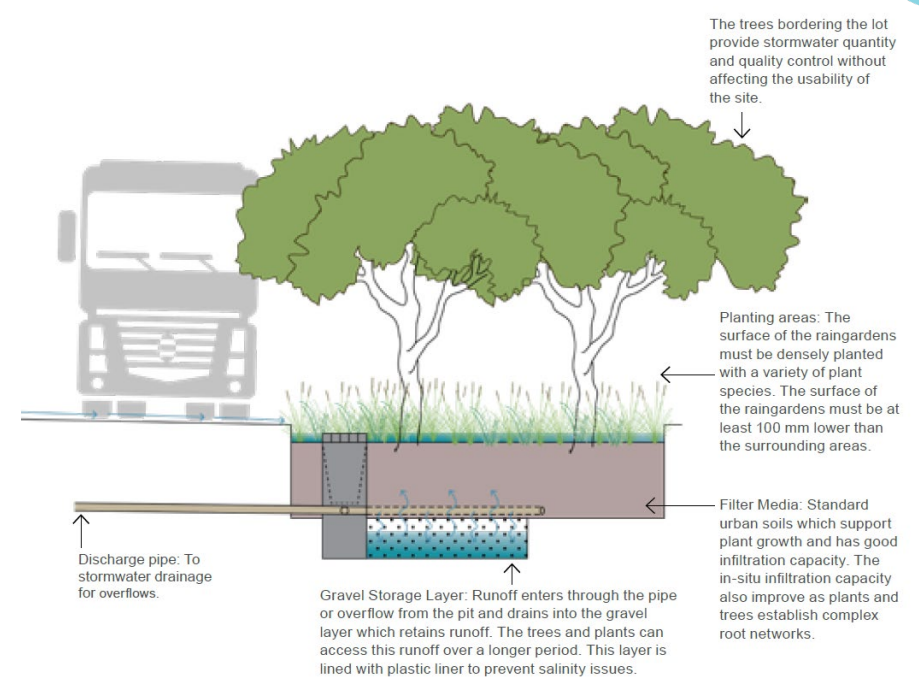 The trees bordering the lot
provide stormwater quantity
and quality control without
affecting the usability of
the site.
Planting areas: The
surface of the raingardens
must be densely planted
with a variety of plant
species. The surface of
the raingardens must be at
least 100 mm lower than
the surrounding areas.
Filter Media: Standard
urban soils which support
plant growth and has good
infiltration capacity. The
in-situ infiltration capacity
also improve as plants and
trees establish complex
root networks.
Discharge pipe: To
stormwater drainage
for overflows.
Gravel Storage Layer: Runoff enters through the pipe
or overflow from the pit and drains into the gravel
layer which retains runoff. The trees and plants can
access this runoff over a longer period. This layer is
lined with plastic liner to prevent salinity issues.